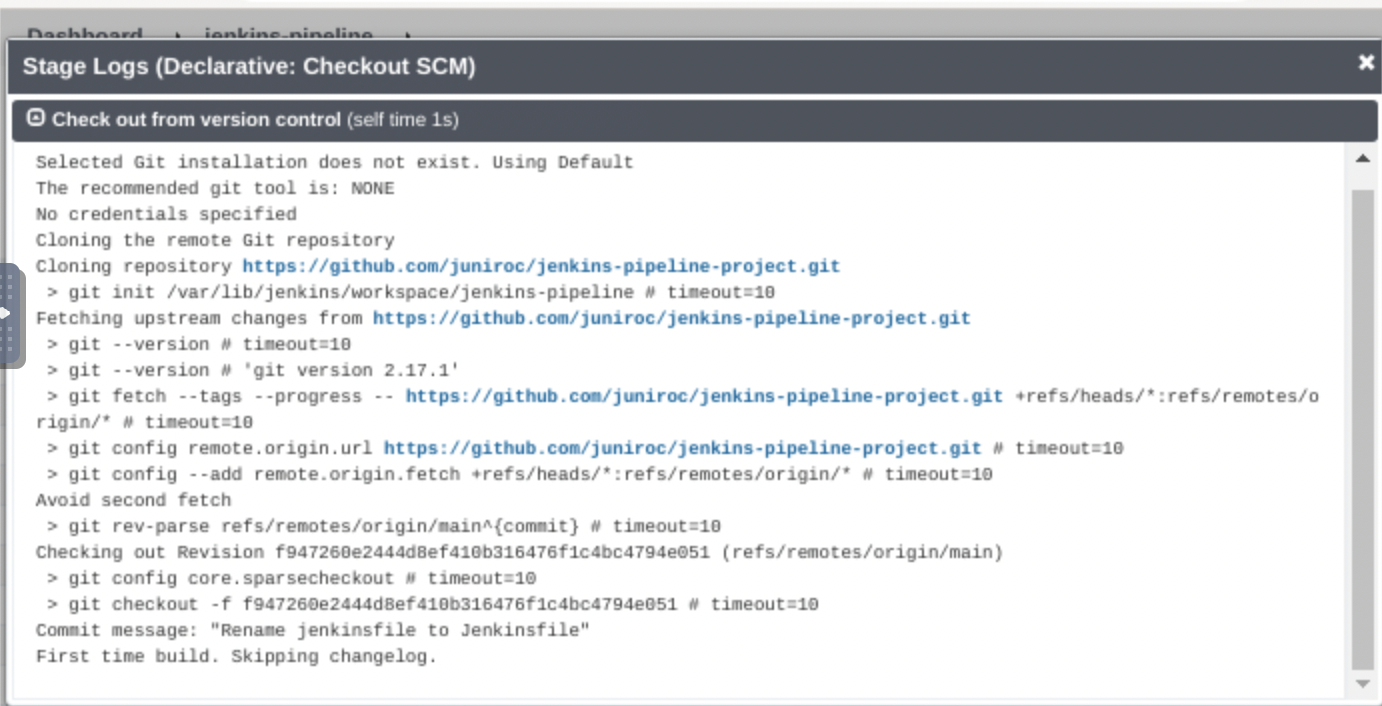 Dashboard jenkins-pipeline
Stage Logs (Declarative: Checkout SCM)
Check out from version control (self time 1s)
Selected Git installation does not exist. Using Default
The recommended git tool is: NONE
No credentials specified
Cloning the remote Git repository
Cloning repository https://github.com/juniroc/jenkins-pipeline-project.git
 > git init /var/lib/jenkins/workspace/jenkins-pipeline # timeout=10
Fetching upstream changes from https://github.com/juniroc/jenkins-pipeline-project.git
 > git --version # timeout=10
 > git --version # 'git version 2.17.1'
 > git fetch --tags --progress -- https://github.com/juniroc/jenkins-pipeline-project.git +refs/heads/*:refs/remotes/o
rigin/* # timeout=10
 > git config remote.origin.url https://github.com/juniroc/jenkins-pipeline-project.git # timeout=10
 > git config --add remote.origin.fetch +refs/heads/*:refs/remotes/origin/* # timeout=10
Avoid second fetch
 > git rev-parse refs/remotes/origin/main^{commit} # timeout=10
Checking out Revision f947260e2444d8ef410b316476f1c4bc4794e051 (refs/remotes/origin/main)
 > git config core.sparsecheckout # timeout=10
 > git checkout -f f947260e2444d8ef410b316476f1c4bc4794e051 # timeout=10
Commit message: "Rename jenkinsfile to Jenkinsfile"
First time build. Skipping changelog.